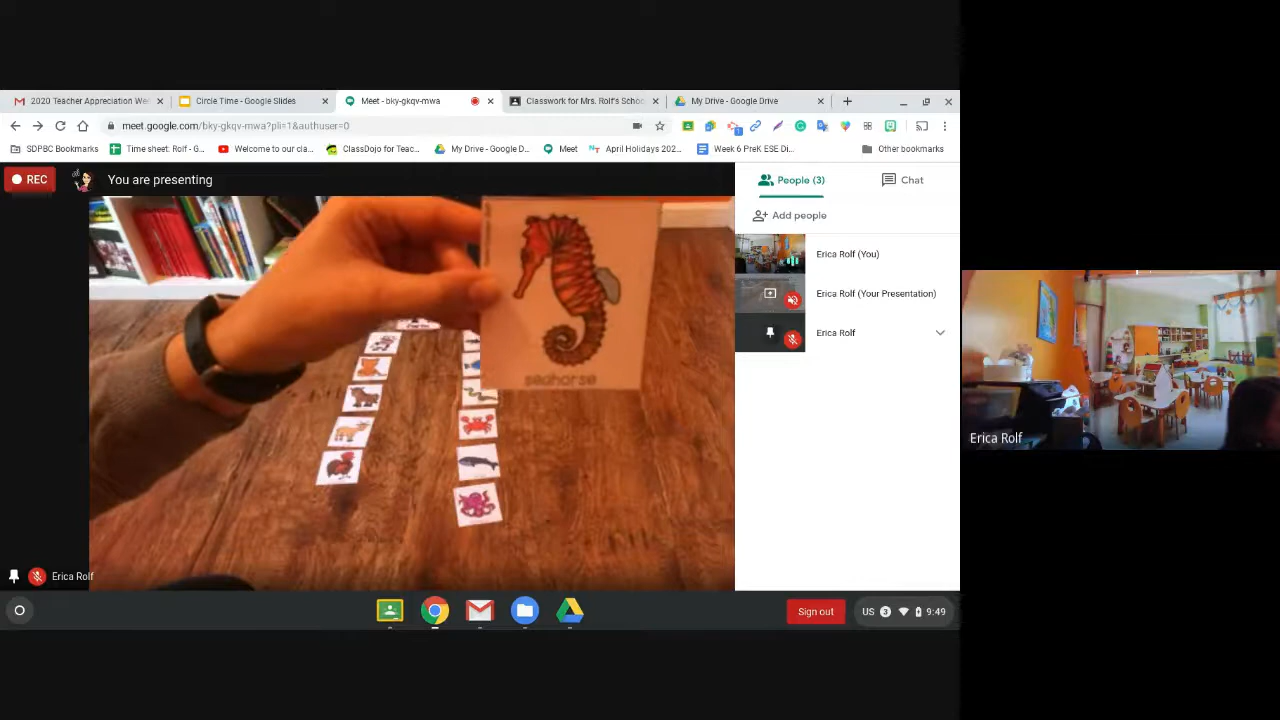 2020 Teacher Appreciation We
Circle Time - Google Slides
Meet - bky-gkqv-mwa
Classwork for Mrs. Rolf's Schoo
My Drive - Google Drive
meet.google.com/bky-gkqv-mwa?pli=1&authuser=0
SDPBC Bookmarks
Time sheet: Rolf - G...
Welcome to our cla...
ClassDojo for Teac...
My Drive - Google D...
Meet
April Holidays 202...
Week 6 PreK ESE Di...
Other bookmarks
REC
You are presenting
People (3)
Chat
Add people
Erica Rolf (You)
Erica Rolf (Your Presentation)
Erica Rolf
seahorse
Erica Rolf
Erica Rolf
Sign out
US 3 9:49